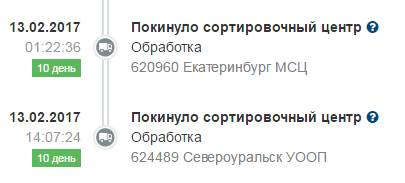 13.02.2017 Покинуло сортировочный центр ?
01:22:36 Обработка
10 день 620960 Екатеринбург МСЦ
13.02.2017 Покинуло сортировочный центр ?
14:07:24 Обработка
10 день 624489 Североуральск УООП